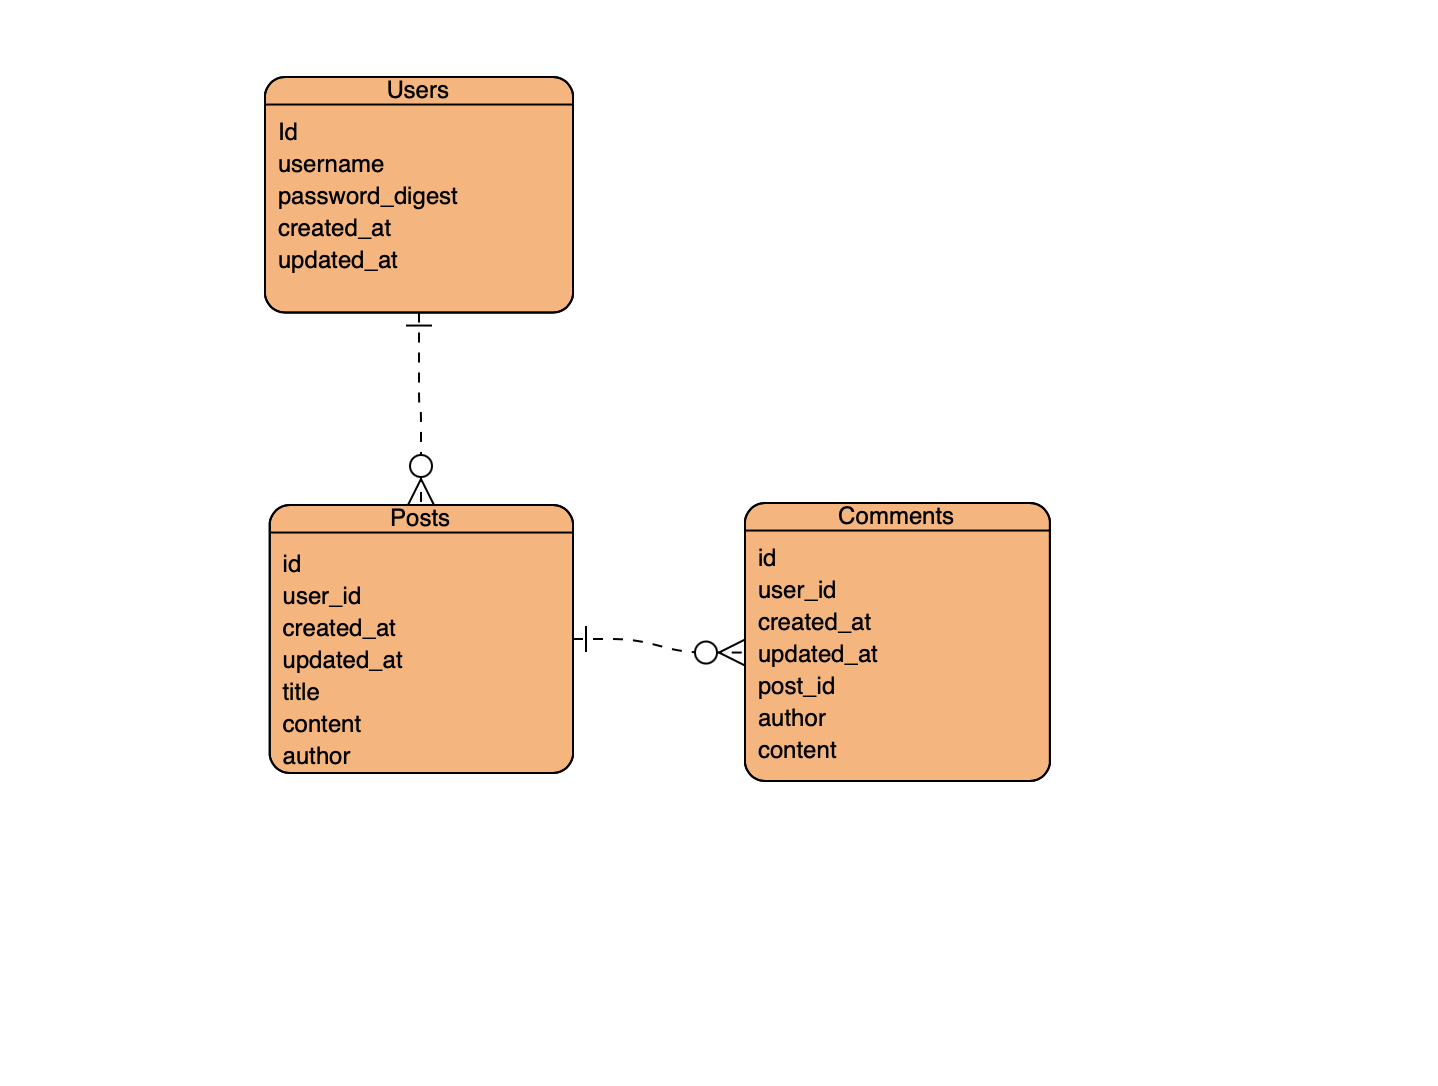 Users
Id
username
password_digest
created_at
updated_at
Posts
id
user_id
created_at
updated_at
title
content
author
Comments
id
user_id
created_at
updated_at
post_id
author
content